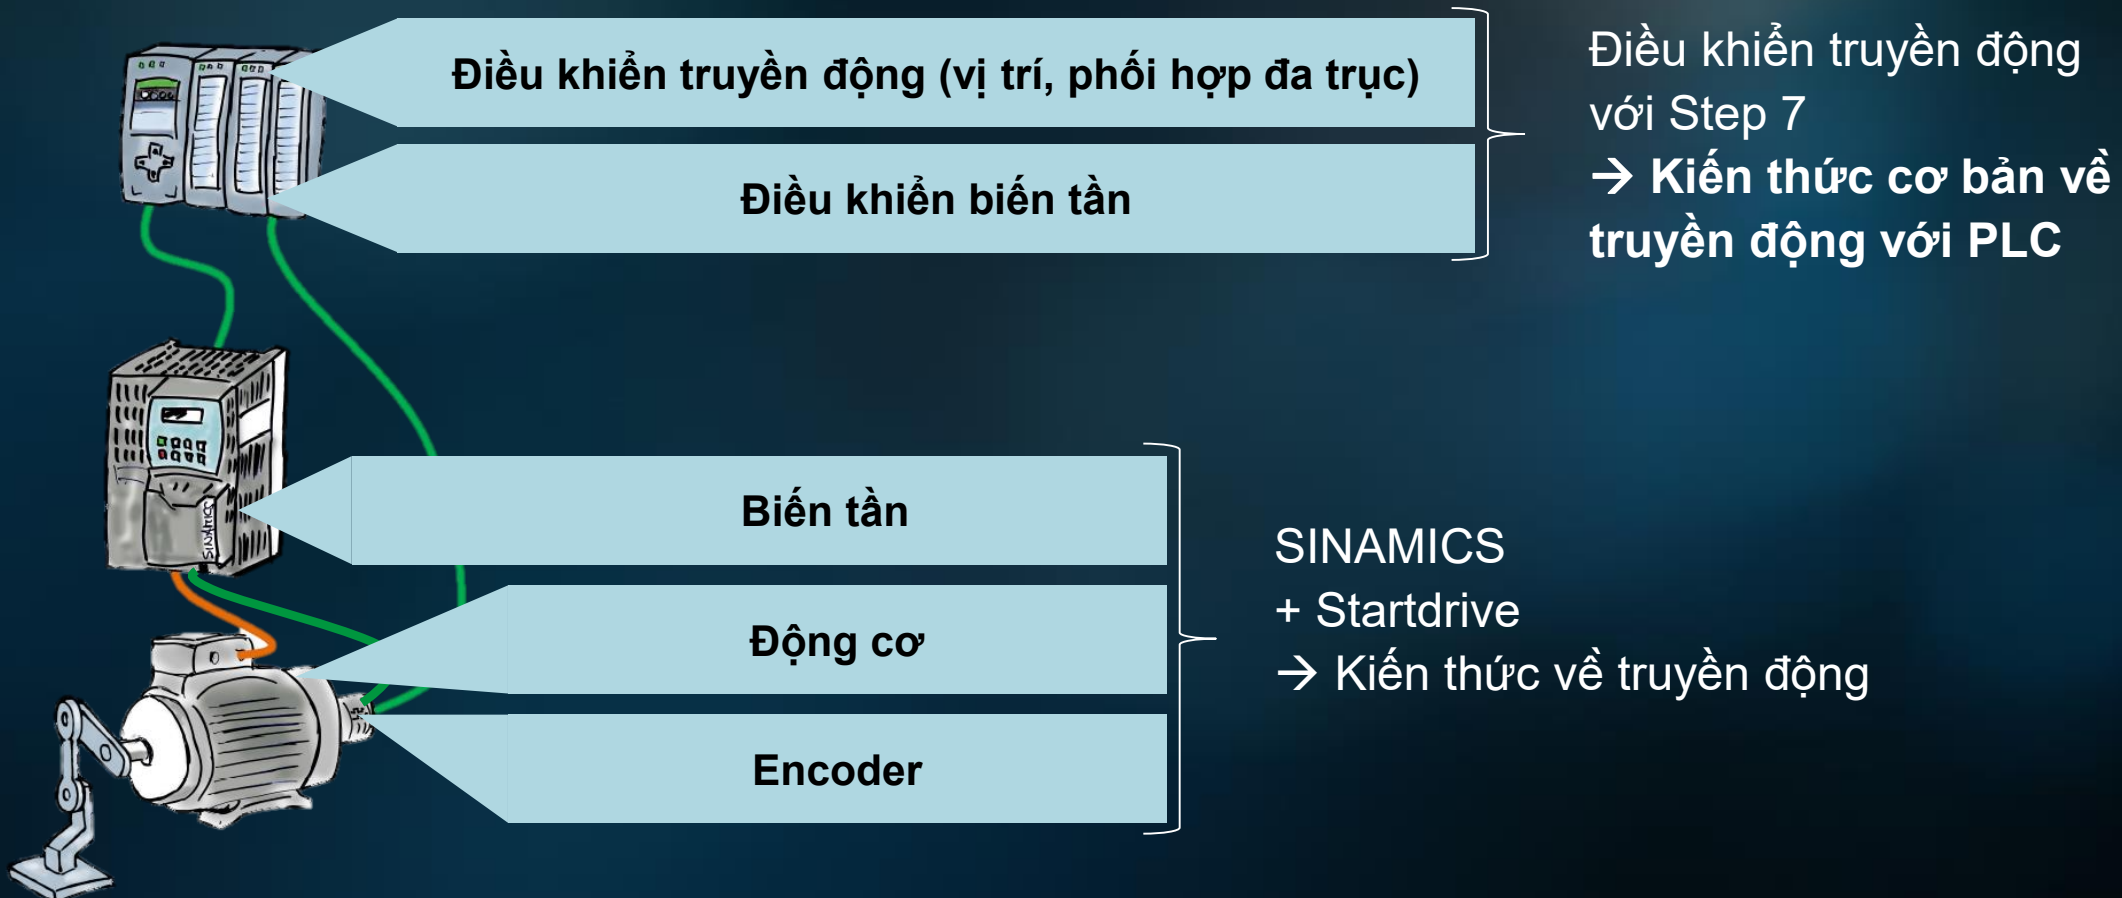 Điều khiển truyền động (vị trí, phối hợp đa trục)
Điều khiển biến tần
Điều khiển truyền động
với Step 7
→ Kiến thức cơ bản về
truyền động với PLC
Biến tần
Động cơ
Encoder
SINAMICS
+ Startdrive
→ Kiến thức về truyền động
SINAMICS